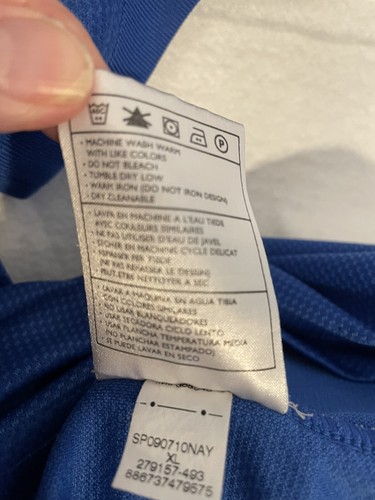 • MACHINE WASH WARM
WITH LIKE COLORS
• DO NOT BLEACH
• TUMBLE DRY LOW
• WARM IRON (DO NOT IRON DESIGN)
• DRY CLEANABLE
• LAVER EN MACHINE A L'EAU TIEDE
AVEC COULEURS SIMILAIRES
• NE PAS UTILISER D'EAU DE JAVEL
• SECHER EN MACHINE CYCLE DELICAT
• REPASSER FER TIEDE
(NE PAS REPASSER LE DESSIN)
• PEUT ETRE NETTOYER A SEC
• LAVAR A MAQUINA EN AGUA TIBIA
CON COLORES SIMILARES
• NO USAR BLANQUEADORES
• USAR SECADORA CICLO LENTO
• USAR PLANCHA TEMPERATURA MEDIA
(NO PLANCHAR ESTAMPADO)
• SE PUEDE LAVAR EN SECO
SP090710NAY
XL
279157-493
886737479575